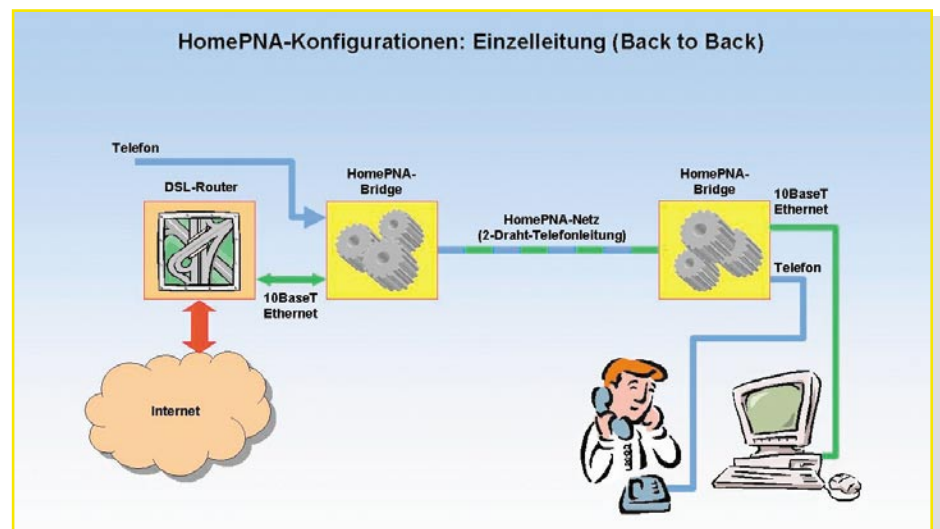 HomePNA-Konfigurationen: Einzelleitung (Back to Back)
Telefon
DSL-Router
HomePNA-
Bridge
HomePNA-
Bridge
10BaseT
Ethernet
HomePNA-Netz
(2-Draht-Telefonleitung)
Telefon
10BaseT
Ethernet
Internet